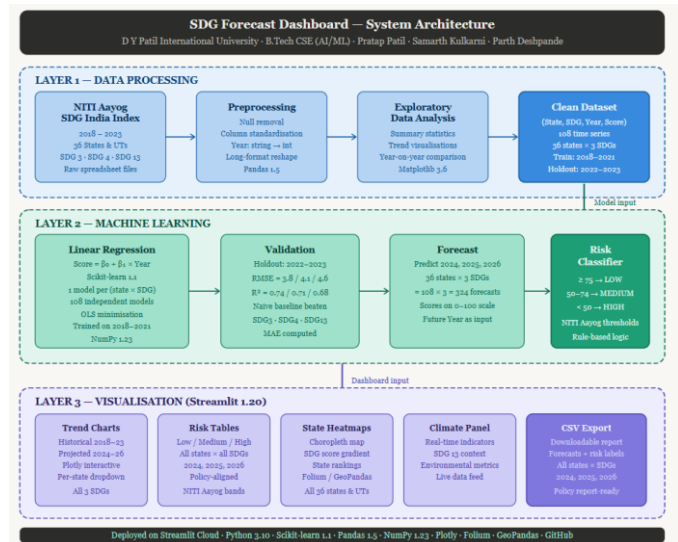 SDG Forecast Dashboard — System Architecture
D Y Patil International University · B.Tech CSE (AI/ML) · Pratap Patil · Samarth Kulkarni · Parth Deshpande
LAYER 1 — DATA PROCESSING
NITI Aayog
SDG India Index
2018 – 2023
36 States & UTs
SDG 3 · SDG 4 · SDG 13
Raw spreadsheet files
Preprocessing
Null removal
Column standardisation
Year: string → int
Long-format reshape
Pandas 1.5
Exploratory
Data Analysis
Summary statistics
Trend visualisations
Year-on-year comparison
Matplotlib 3.6
Clean Dataset
(State, SDG, Year, Score)
108 time series
36 states × 3 SDGs
Train: 2018–2021
Holdout: 2022–2023
Model input
LAYER 2 — MACHINE LEARNING
Linear Regression
Score = β₀ + β₁ × Year
Scikit-learn 1.1
1 model per (state × SDG)
108 independent models
OLS minimisation
Trained on 2018–2021
NumPy 1.23
Validation
Holdout: 2022–2023
RMSE = 3.8 / 4.1 / 4.6
R² = 0.74 / 0.71 / 0.68
Naive baseline beaten
SDG3 · SDG4 · SDG13
MAE computed
Forecast
Predict 2024, 2025, 2026
36 states × 3 SDGs
= 108 × 3 = 324 forecasts
Scores on 0–100 scale
Future Year as input
Risk
Classifier
≥ 75 → LOW
50–74 → MEDIUM
< 50 → HIGH
NITI Aayog thresholds
Rule-based logic
Dashboard input
LAYER 3 — VISUALISATION (Streamlit 1.20)
Trend Charts
Historical 2018–23
Projected 2024–26
Plotly interactive
Per-state dropdown
All 3 SDGs
Risk Tables
Low / Medium / High
All states × all SDGs
2024, 2025, 2026
Policy-aligned
NITI Aayog bands
State Heatmaps
Choropleth map
SDG score gradient
State rankings
Folium / GeoPandas
All 36 states & UTs
Climate Panel
Real-time indicators
SDG 13 context
Environmental metrics
Live data feed
CSV Export
Downloadable report
Forecasts + risk labels
All states × SDGs
2024, 2025, 2026
Policy report-ready
Deployed on Streamlit Cloud · Python 3.10 · Scikit-learn 1.1 · Pandas 1.5 · NumPy 1.23 · Plotly · Folium · GeoPandas · GitHub